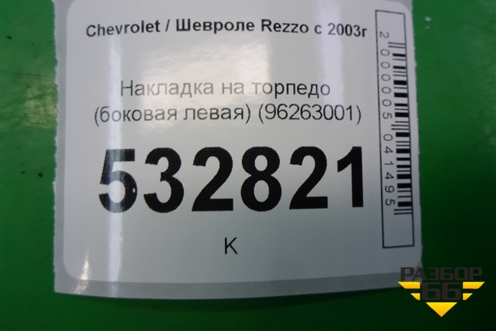 Chevrolet / Шевроле Rezzo с 2003г
Накладка на торпедо
(боковая левая) (96263001)
532821
К
2000005041495
РАЗБОР
66